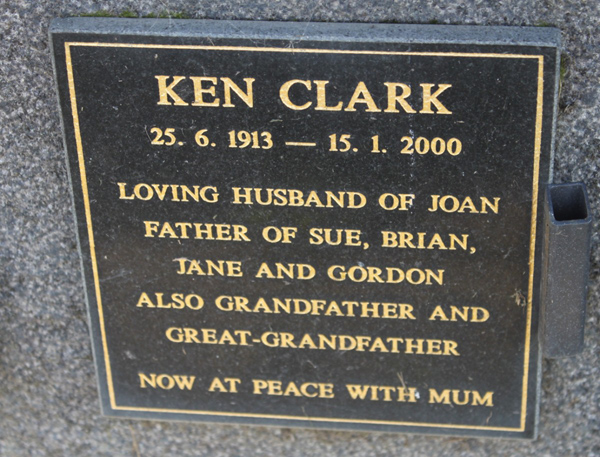 KEN CLARK
25. 6. 1913 — 15. 1. 2000
LOVING HUSBAND OF JOAN
FATHER OF SUE, BRIAN,
JANE AND GORDON
ALSO GRANDFATHER AND
GREAT-GRANDFATHER
NOW AT PEACE WITH MUM